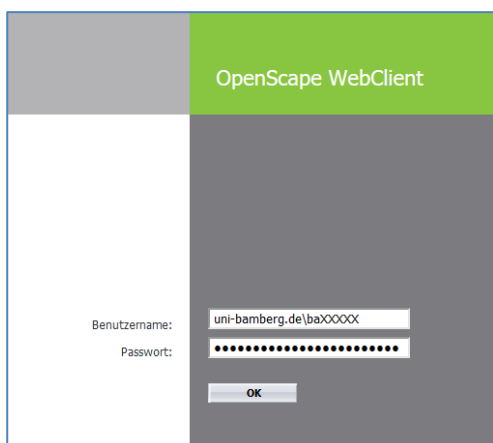 OpenScape WebClient
Benutzername: uni-bamberg.de\baXXXXX
Passwort: ●●●●●●●●●●●●●●●●●●●●●●●●
OK